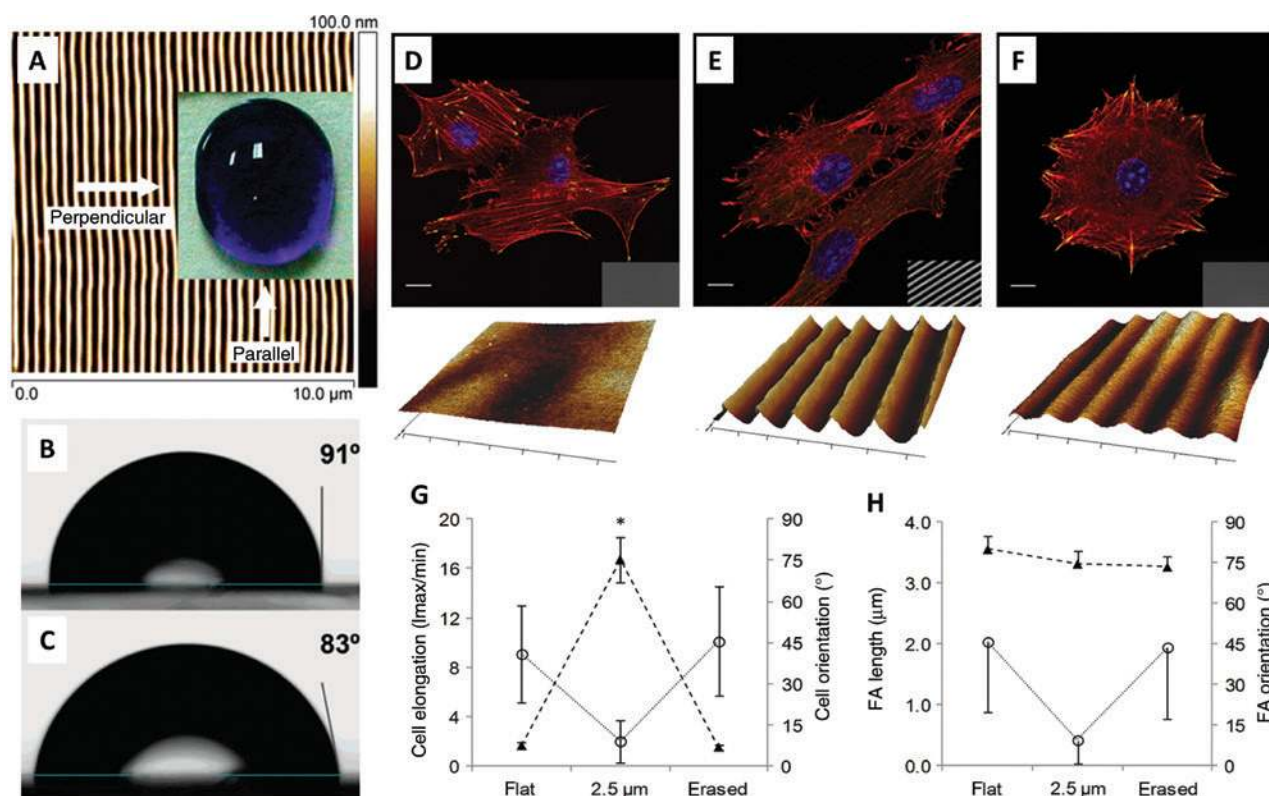 A
100.0 nm
Perpendicular
Parallel
0.0
10.0 µm
B
91º
C
83º
D
E
F
G
20
16
12
8
4
0
Cell elongation (lmax/min)
*
90
75
60
45
30
15
0
Cell orientation (°)
Flat
2.5 µm
Erased
H
4.0
3.0
2.0
1.0
0.0
FA length (µm)
90
75
60
45
30
15
0
FA orientation (°)
Flat
2.5 µm
Erased